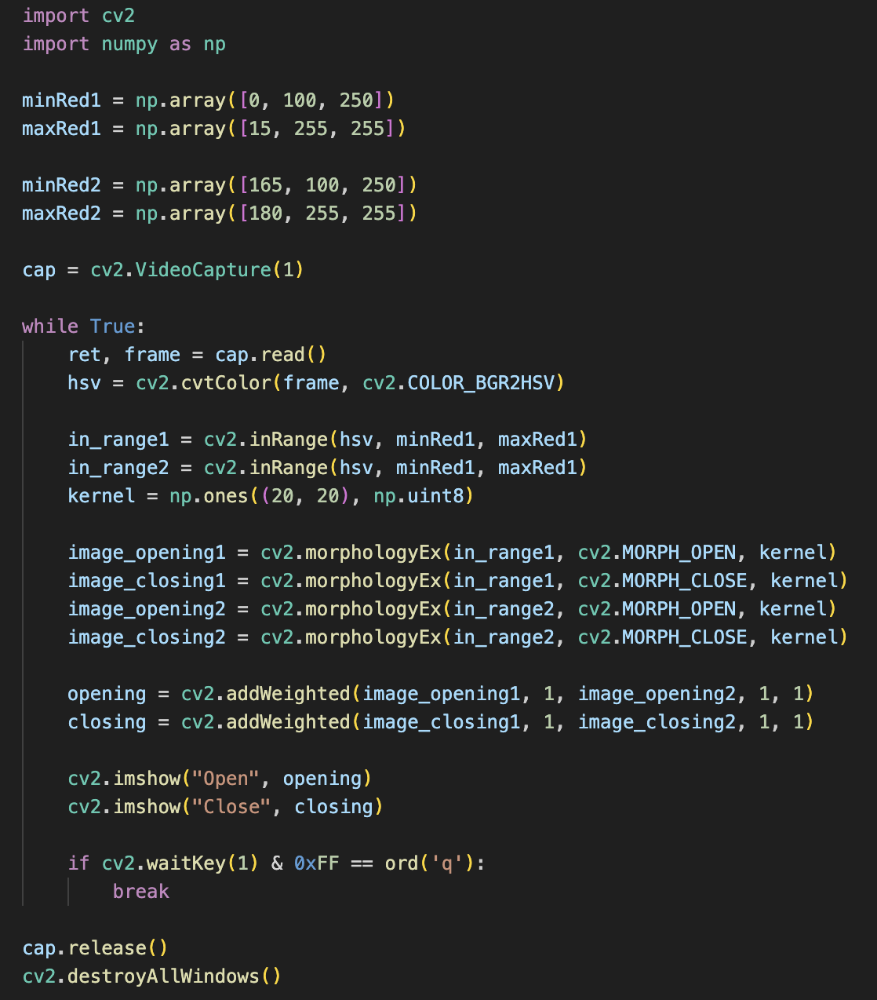 import cv2
import numpy as np

minRed1 = np.array([0, 100, 250])
maxRed1 = np.array([15, 255, 255])

minRed2 = np.array([165, 100, 250])
maxRed2 = np.array([180, 255, 255])

cap = cv2.VideoCapture(1)

while True:
    ret, frame = cap.read()
    hsv = cv2.cvtColor(frame, cv2.COLOR_BGR2HSV)

    in_range1 = cv2.inRange(hsv, minRed1, maxRed1)
    in_range2 = cv2.inRange(hsv, minRed1, maxRed1)
    kernel = np.ones((20, 20), np.uint8)

    image_opening1 = cv2.morphologyEx(in_range1, cv2.MORPH_OPEN, kernel)
    image_closing1 = cv2.morphologyEx(in_range1, cv2.MORPH_CLOSE, kernel)
    image_opening2 = cv2.morphologyEx(in_range2, cv2.MORPH_OPEN, kernel)
    image_closing2 = cv2.morphologyEx(in_range2, cv2.MORPH_CLOSE, kernel)

    opening = cv2.addWeighted(image_opening1, 1, image_opening2, 1, 1)
    closing = cv2.addWeighted(image_closing1, 1, image_closing2, 1, 1)

    cv2.imshow("Open", opening)
    cv2.imshow("Close", closing)

    if cv2.waitKey(1) & 0xFF == ord('q'):
        break

cap.release()
cv2.destroyAllWindows()